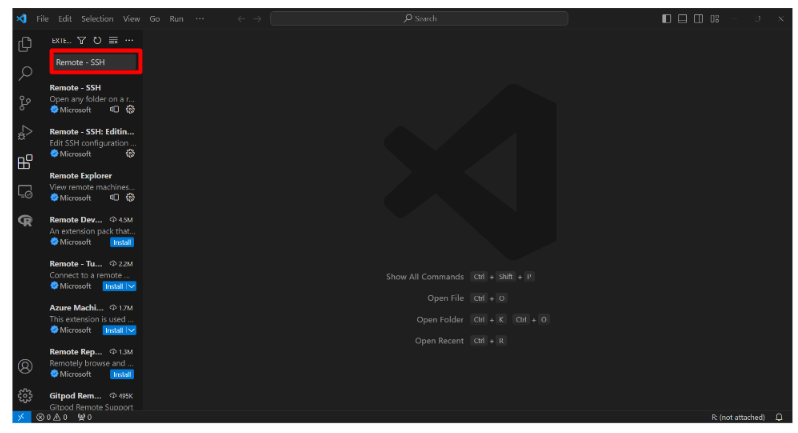 File Edit Selection View Go Run ···
Search
EXTE...
Remote - SSH
Remote - SSH
Open any folder on a r...
Microsoft
Remote - SSH: Editin...
Edit SSH configuration ...
Microsoft
Remote Explorer
View remote machines...
Microsoft
Remote Dev... 4.5M
An extension pack that...
Microsoft Install
Remote - Tu... 2.2M
Connect to a remote ...
Microsoft Install
Azure Machi... 1.7M
This extension is used ...
Microsoft Install
Remote Rep... 1.3M
Remotely browse and ...
Microsoft Install
Gitpod Rem... 495K
Gitpod Remote Support
Show All Commands Ctrl + Shift + P
Open File Ctrl + O
Open Folder Ctrl + K Ctrl + O
Open Recent Ctrl + R
0 0 0
R: (not attached)